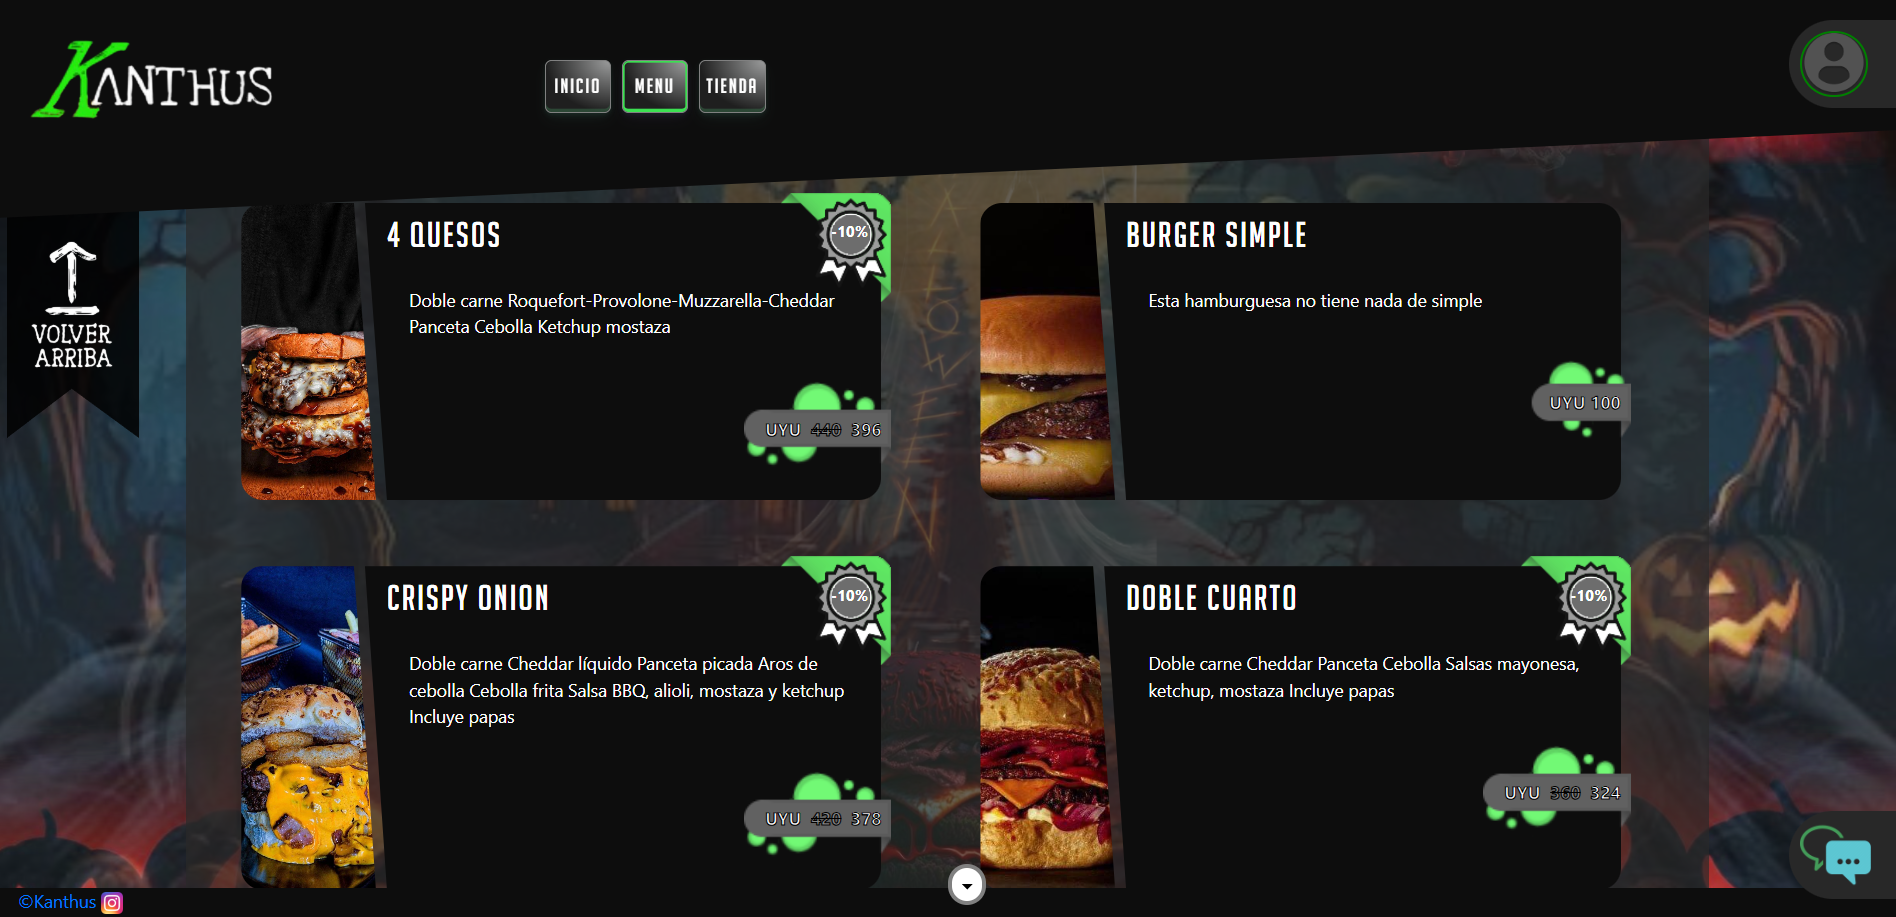 KANTHUS
INICIO
MENU
TIENDA
VOLVER
ARRIBA
4 QUESOS
-10%
Doble carne Roquefort-Provolone-Muzzarella-Cheddar
Panceta Cebolla Ketchup mostaza
UYU 440 396
BURGER SIMPLE
Esta hamburguesa no tiene nada de simple
UYU 100
CRISPY ONION
-10%
Doble carne Cheddar líquido Panceta picada Aros de
cebolla Cebolla frita Salsa BBQ, alioli, mostaza y ketchup
Incluye papas
UYU 420 378
DOBLE CUARTO
-10%
Doble carne Cheddar Panceta Cebolla Salsas mayonesa,
ketchup, mostaza Incluye papas
UYU 360 324
©Kanthus